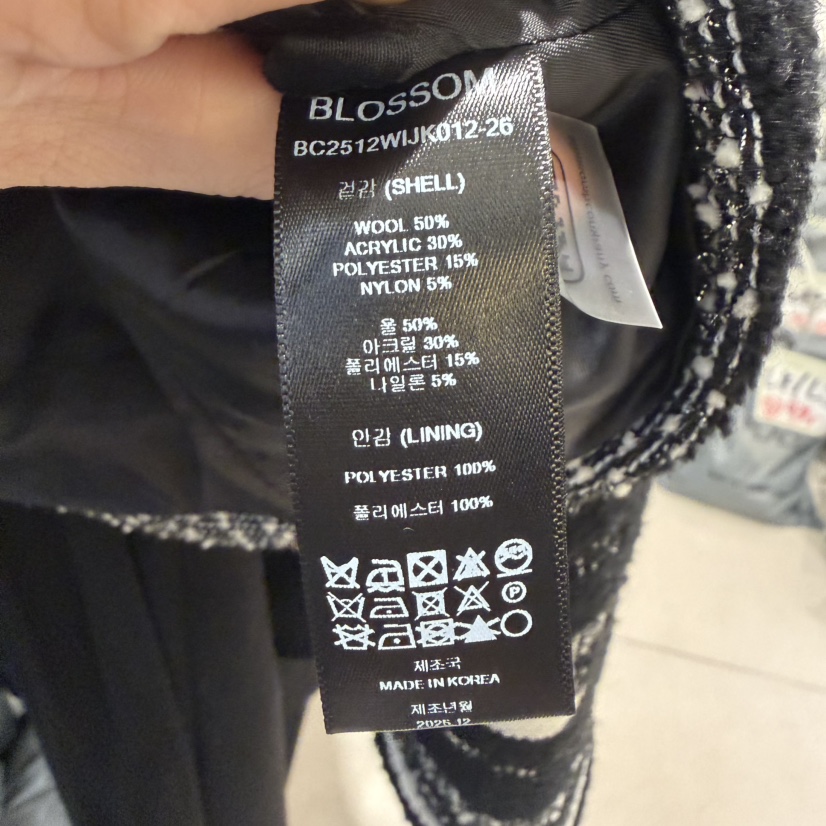 BLOSSOM
BC2512WIJK012-26
겉감 (SHELL)
WOOL 50%
ACRYLIC 30%
POLYESTER 15%
NYLON 5%
울 50%
아크릴 30%
폴리에스터 15%
나일론 5%
안감 (LINING)
POLYESTER 100%
폴리에스터 100%
P
제조국
MADE IN KOREA
제조년월
2025.12